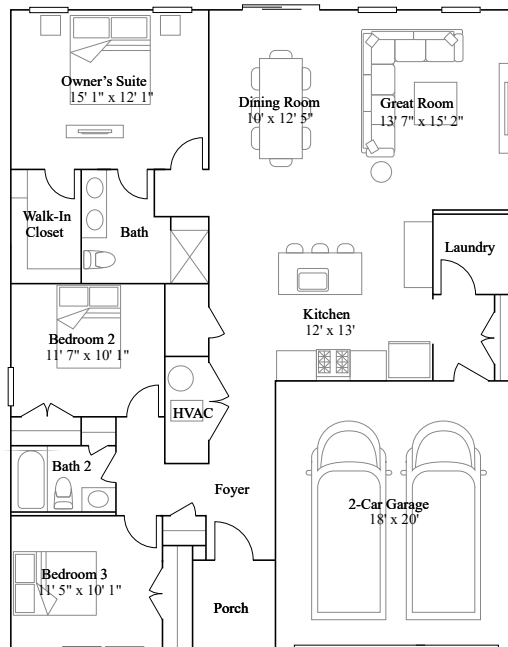 Owner's Suite
15' 1" x 12' 1"
Dining Room
10' x 12' 5"
Great Room
13' 7" x 15' 2"
Walk-In
Closet
Bath
Laundry
Kitchen
12' x 13'
Bedroom 2
11' 7" x 10' 1"
HVAC
Bath 2
Foyer
2-Car Garage
18' x 20'
Bedroom 3
11' 5" x 10' 1"
Porch